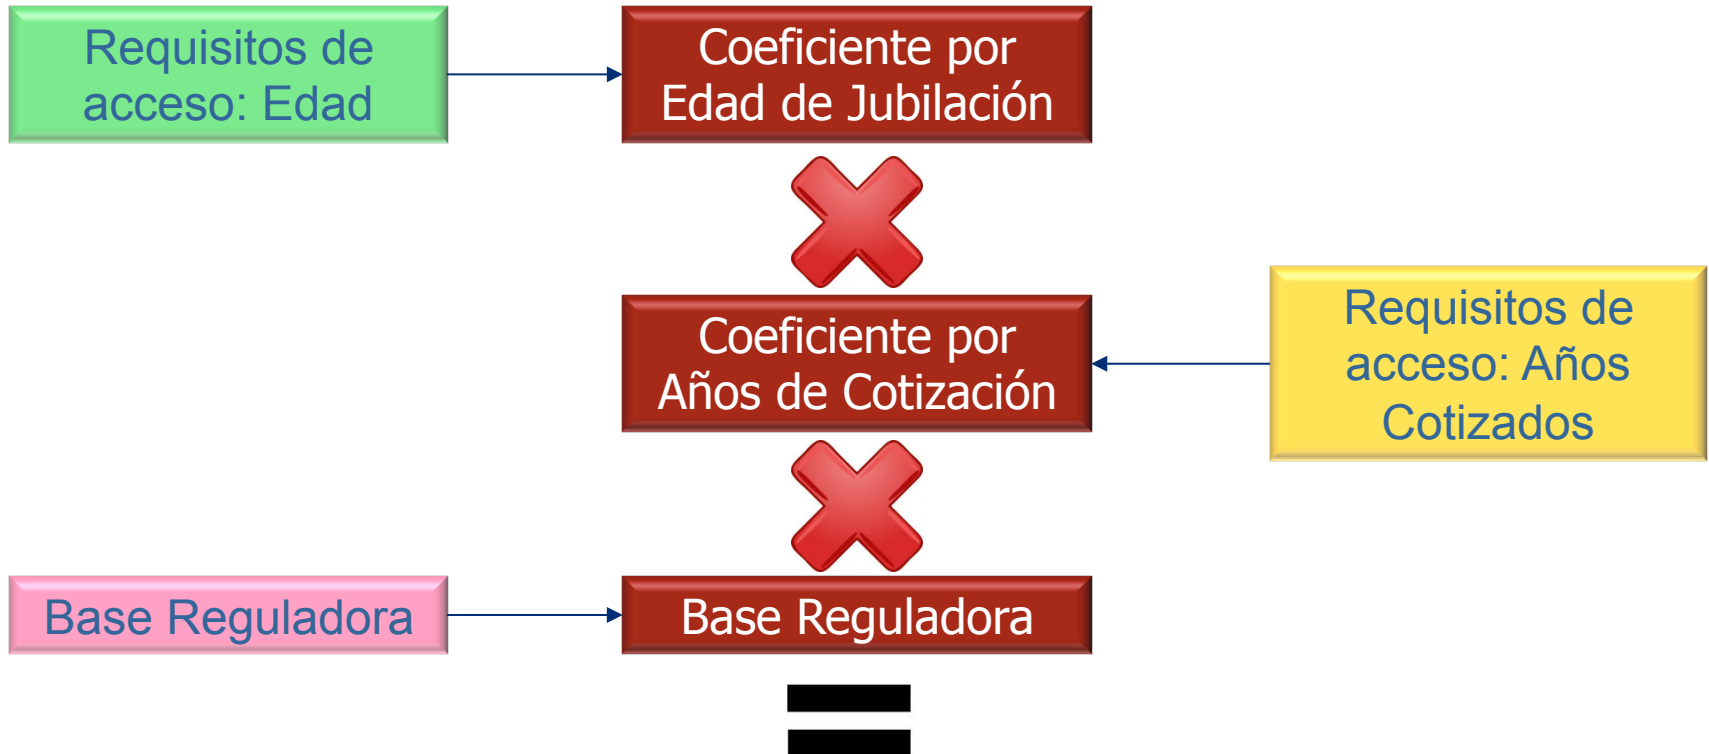 Requisitos de
acceso: Edad
Coeficiente por
Edad de Jubilación
Coeficiente por
Años de Cotización
Requisitos de
acceso: Años
Cotizados
Base Reguladora
Base Reguladora